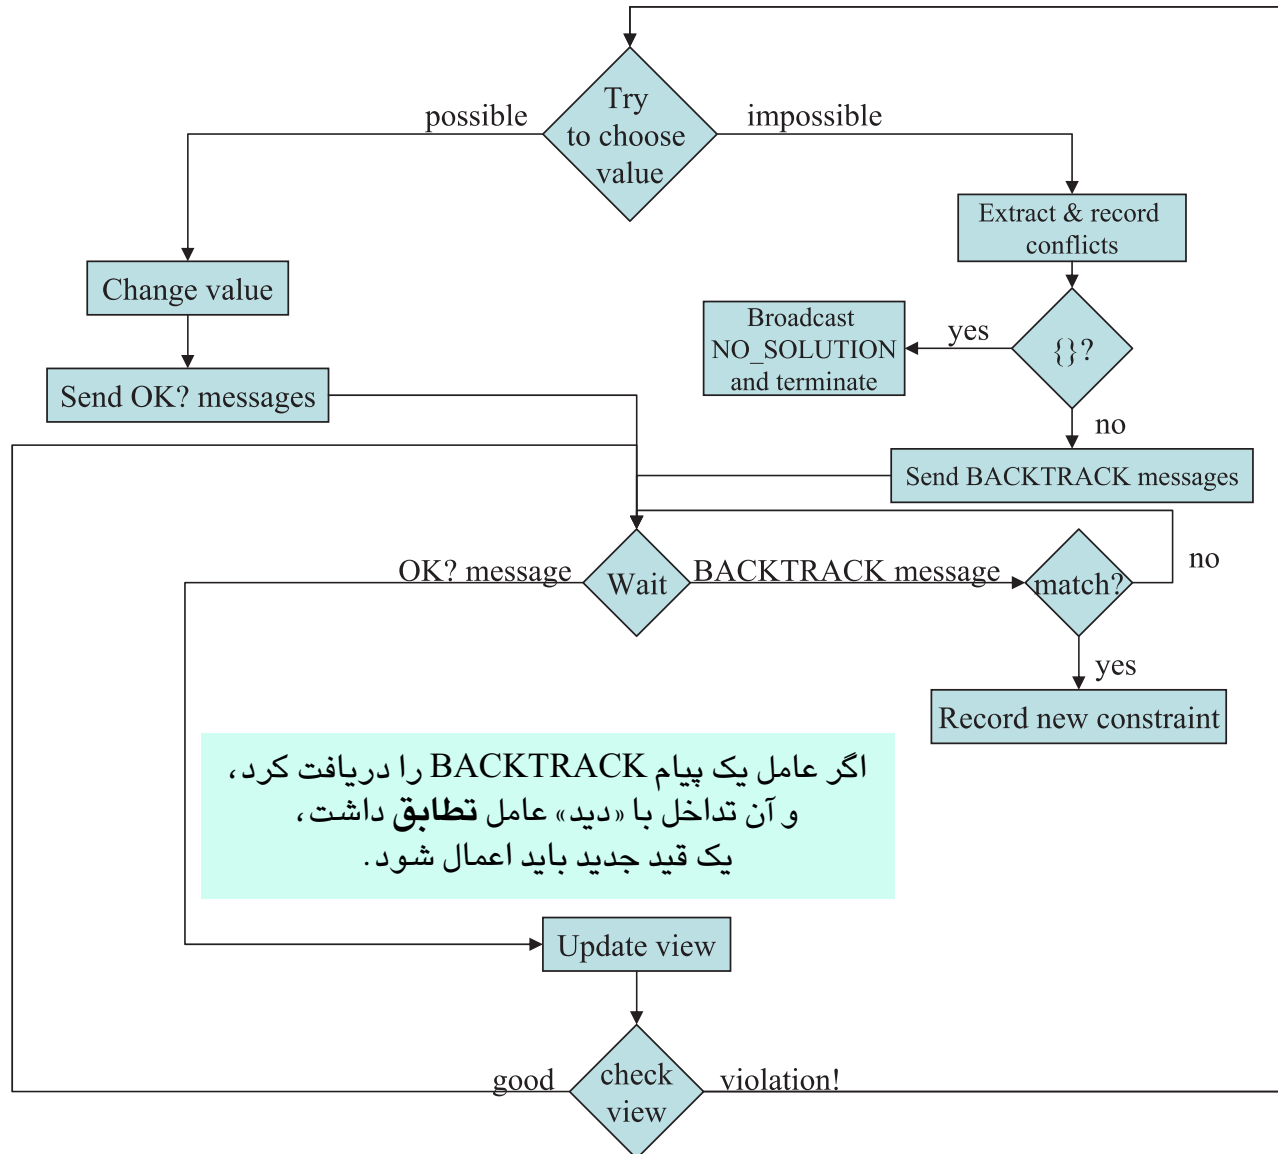 Try
to choose
value
possible
impossible
Extract & record
conflicts
Change value
Broadcast
NO_SOLUTION
and terminate
yes
{}?
Send OK? messages
no
Send BACKTRACK messages
OK? message
Wait
BACKTRACK message
match?
no
yes
Record new constraint
اگر عامل یک پیام BACKTRACK را دریافت کرد،
و آن تداخل با «دید» عامل تطابق داشت،
یک قید جدید باید اعمال شود.
Update view
good
check
view
violation!